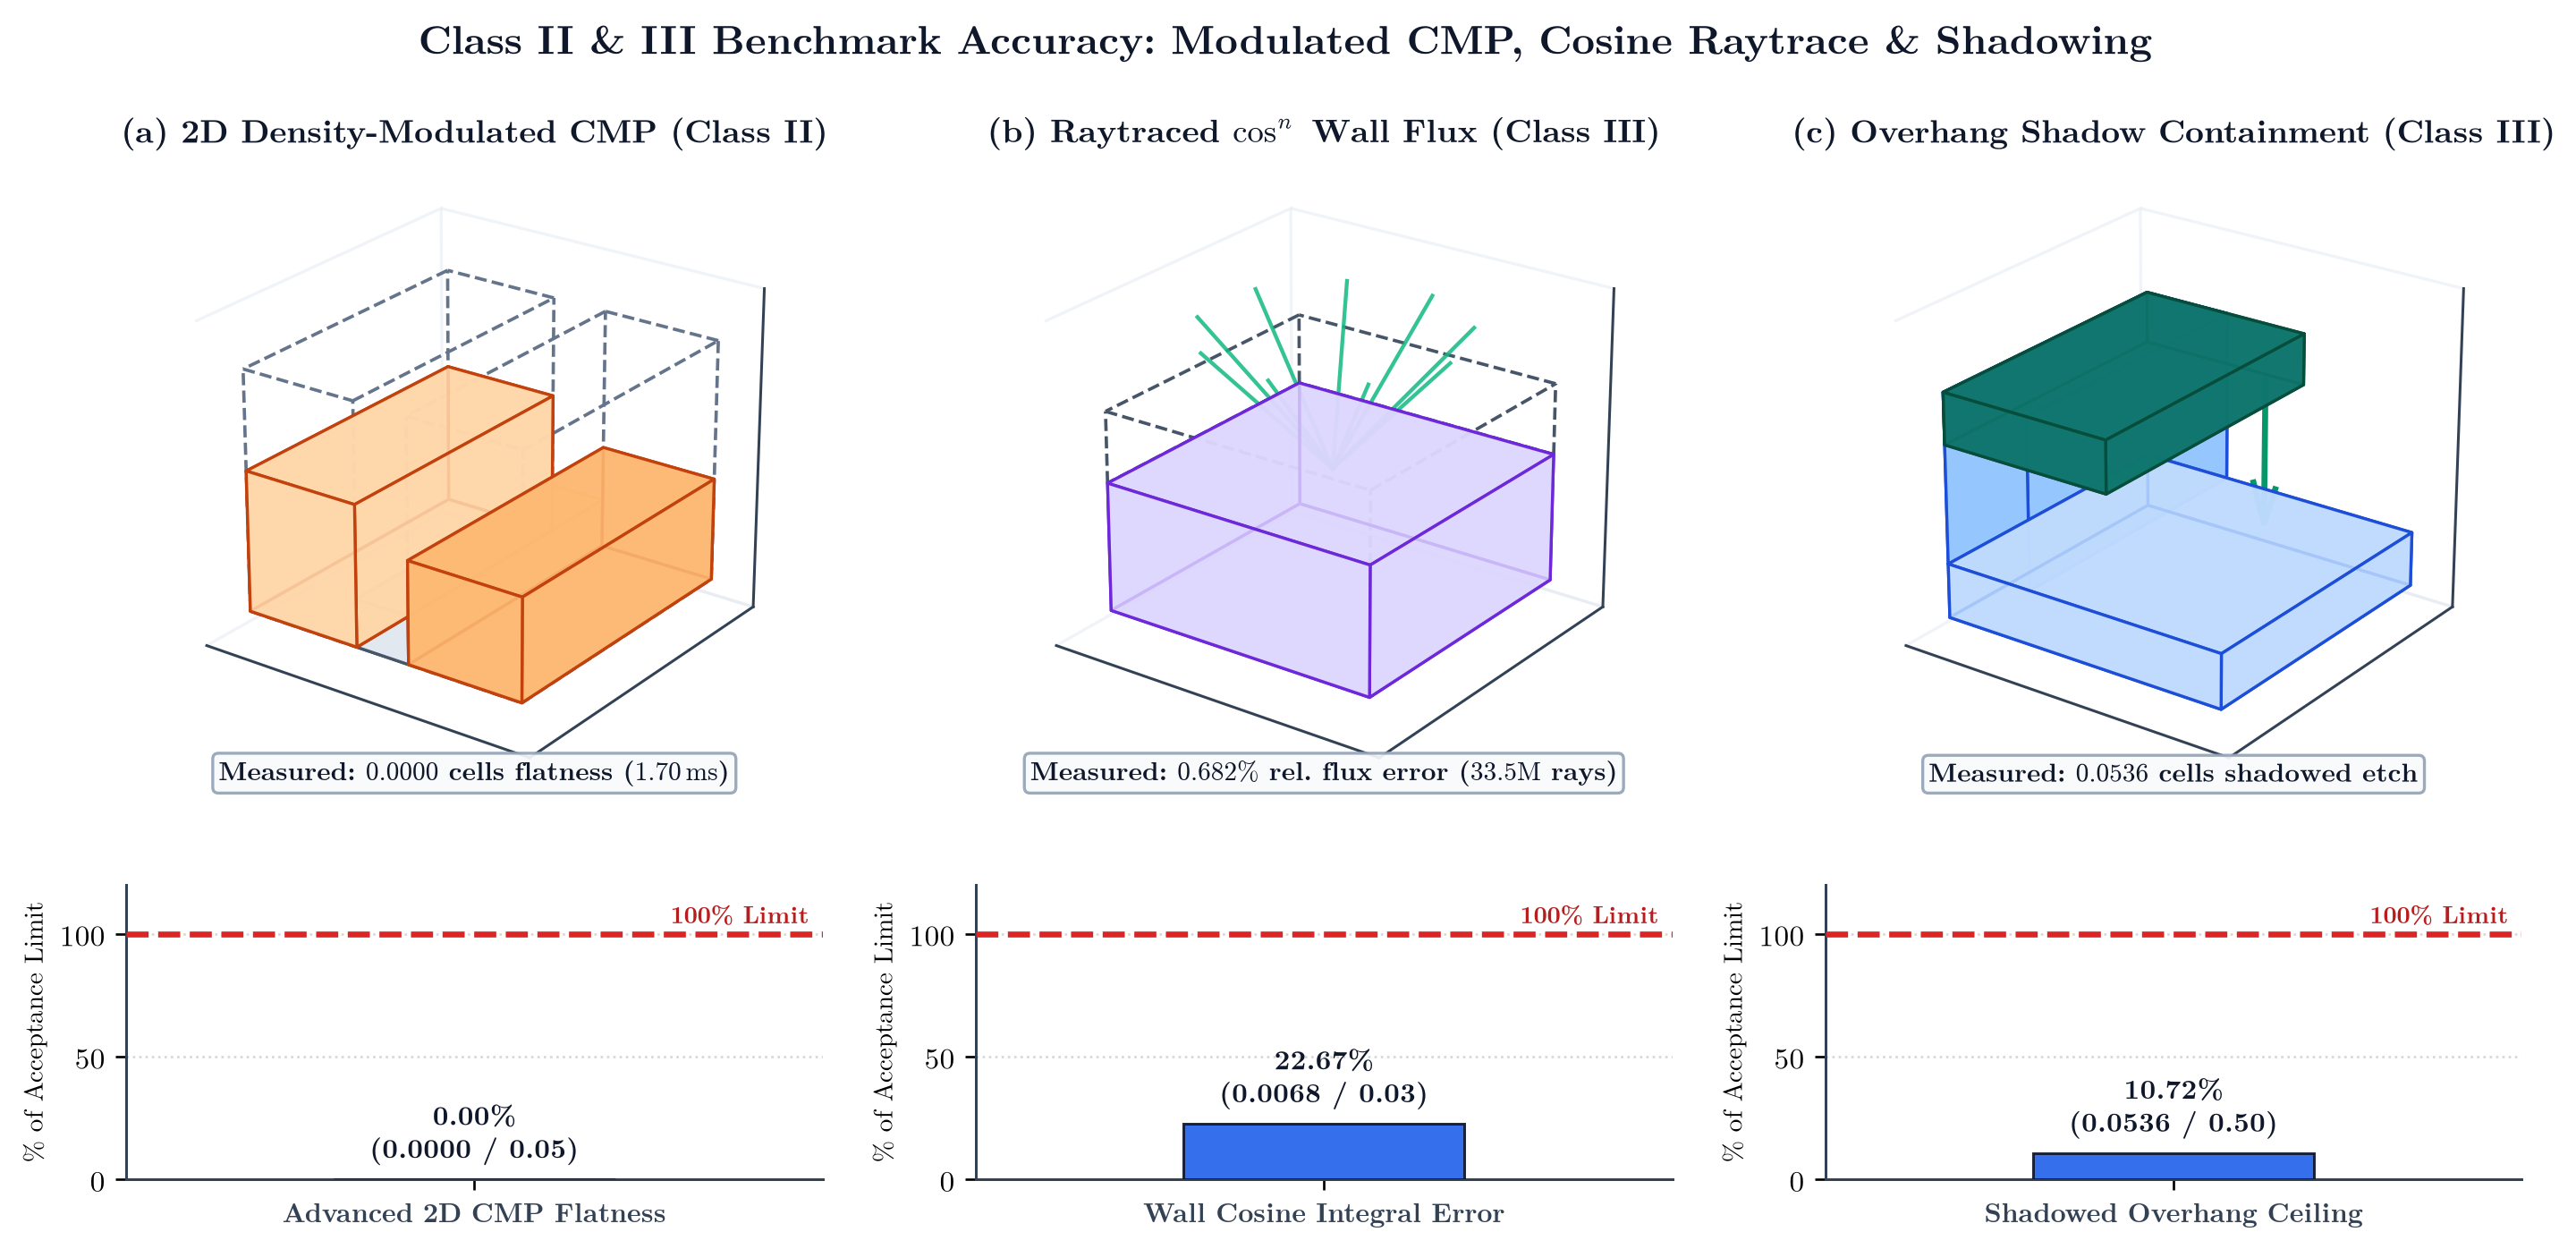 Class II & III Benchmark Accuracy: Modulated CMP, Cosine Raytrace & Shadowing
(a) 2D Density-Modulated CMP (Class II)
(b) Raytraced cosⁿ Wall Flux (Class III)
(c) Overhang Shadow Containment (Class III)
Measured: 0.0000 cells flatness (1.70 ms)
Measured: 0.682% rel. flux error (33.5M rays)
Measured: 0.0536 cells shadowed etch
% of Acceptance Limit
100
50
0
100% Limit
0.00%
(0.0000 / 0.05)
Advanced 2D CMP Flatness
% of Acceptance Limit
100
50
0
100% Limit
22.67%
(0.0068 / 0.03)
Wall Cosine Integral Error
% of Acceptance Limit
100
50
0
100% Limit
10.72%
(0.0536 / 0.50)
Shadowed Overhang Ceiling